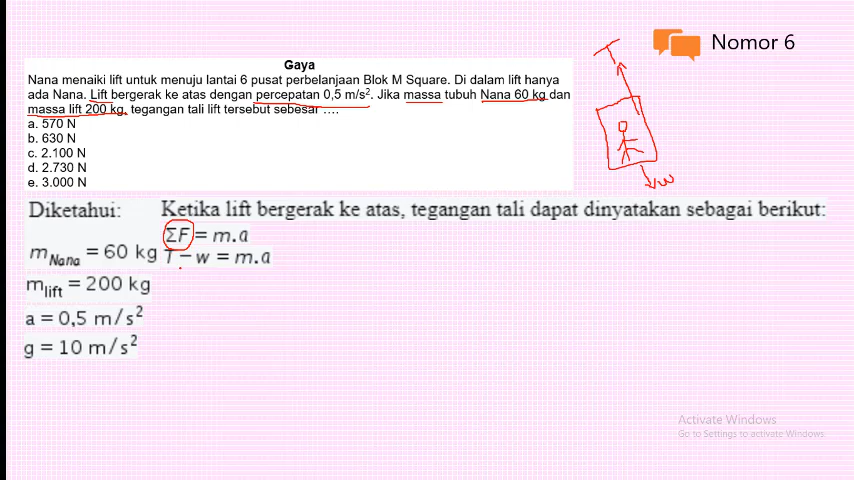 Nomor 6
Gaya
Nana menaiki lift untuk menuju lantai 6 pusat perbelanjaan Blok M Square. Di dalam lift hanya
ada Nana. Lift bergerak ke atas dengan percepatan 0,5 m/s². Jika massa tubuh Nana 60 kg dan
massa lift 200 kg, tegangan tali lift tersebut sebesar ….
a. 570 N
b. 630 N
c. 2.100 N
d. 2.730 N
e. 3.000 N
T
w
Diketahui:
m_Nana = 60 kg
m_lift = 200 kg
a = 0,5 m/s²
g = 10 m/s²
Ketika lift bergerak ke atas, tegangan tali dapat dinyatakan sebagai berikut:
ΣF = m.a
T − w = m.a
Activate Windows
Go to Settings to activate Windows.